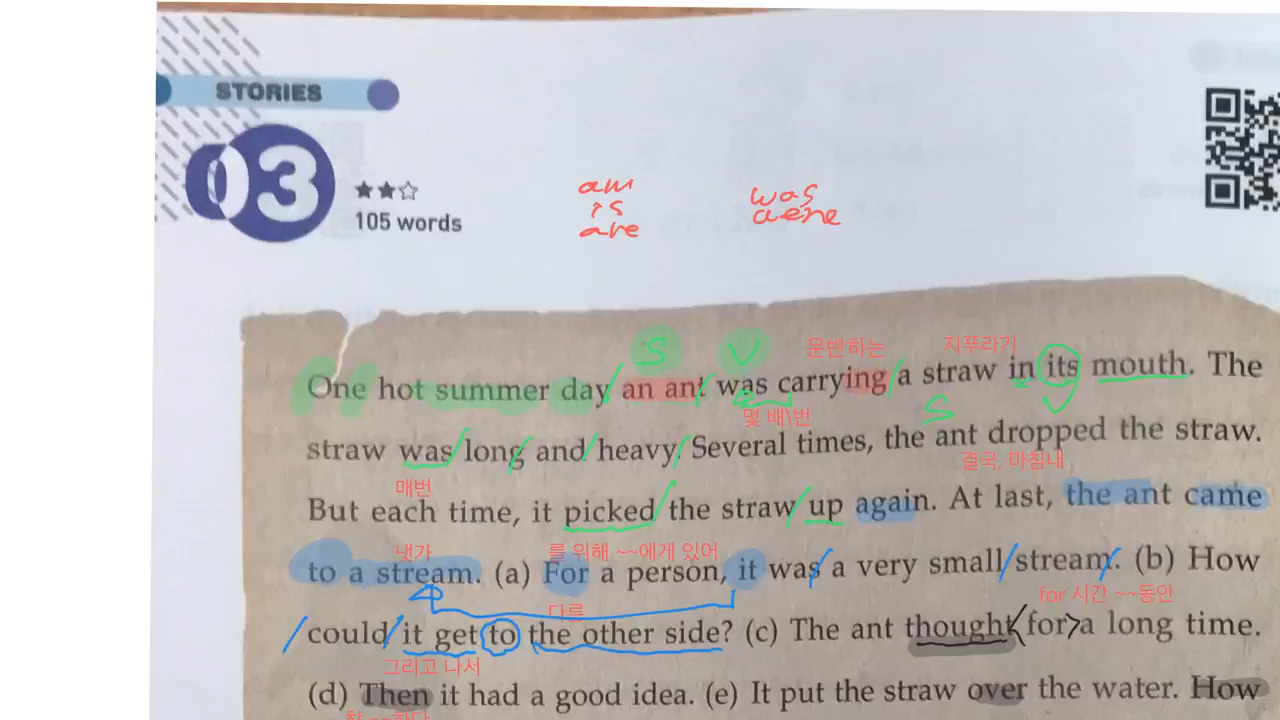 STORIES
03
105 words
am
is
are
was
were
S
V
운반하는
지푸라기
One hot summer day an ant was carrying a straw in its mouth. The
몇 배\번
S
straw was long and heavy. Several times, the ant dropped the straw.
매번
결국, 마침내
But each time, it picked the straw up again. At last, the ant came
냇가
를 위해 ~~에게 있어
to a stream. (a) For a person, it was a very small stream. (b) How
다른
for 시간 ~~동안
could it get to the other side? (c) The ant thought for a long time.
그리고 나서
(d) Then it had a good idea. (e) It put the straw over the water. How